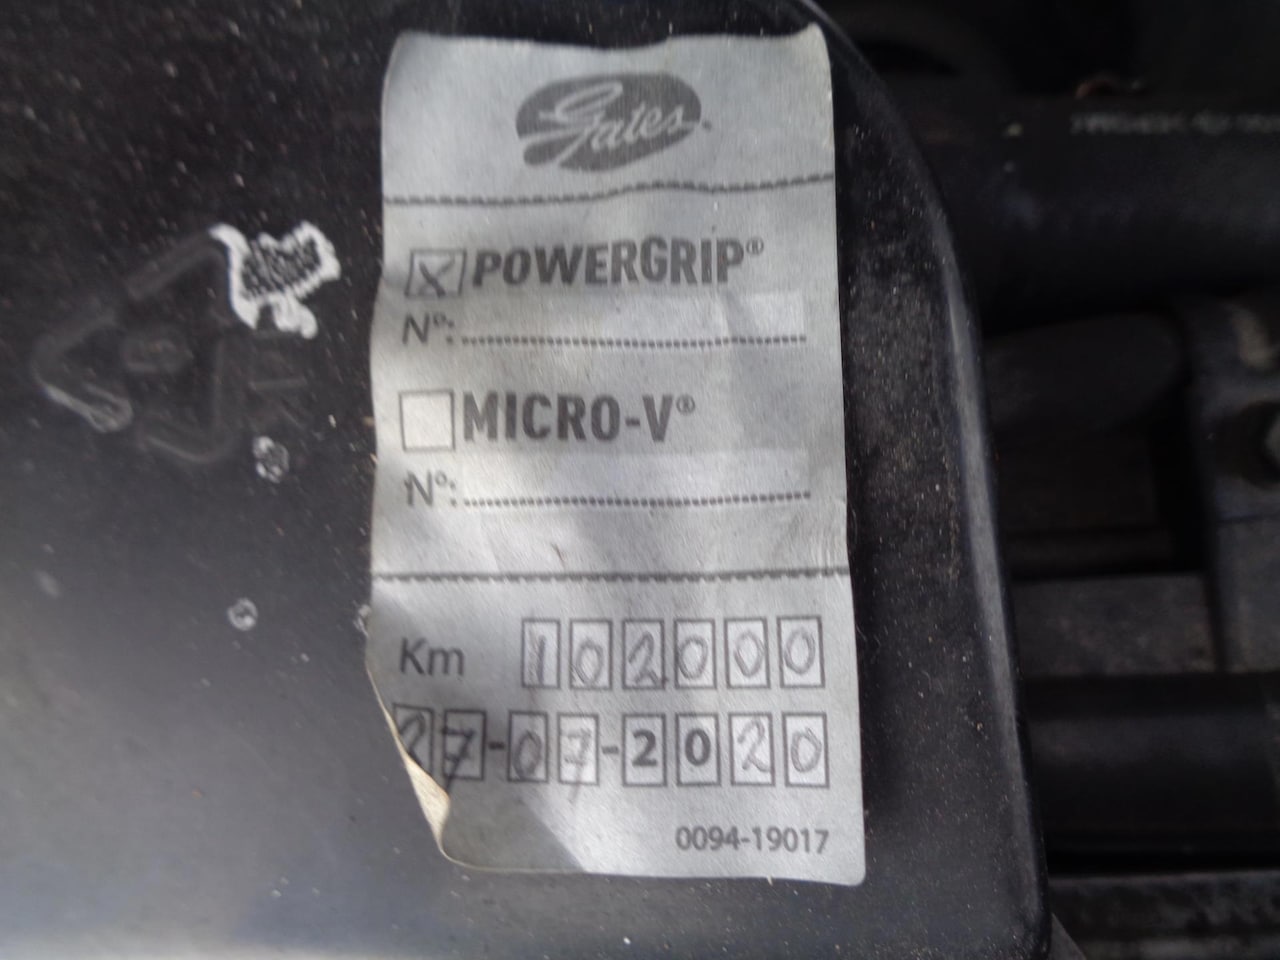 Gates
POWERGRIP®
Nº:
MICRO-V®
Nº:
Km 102000
27-07-2020
0094-19017